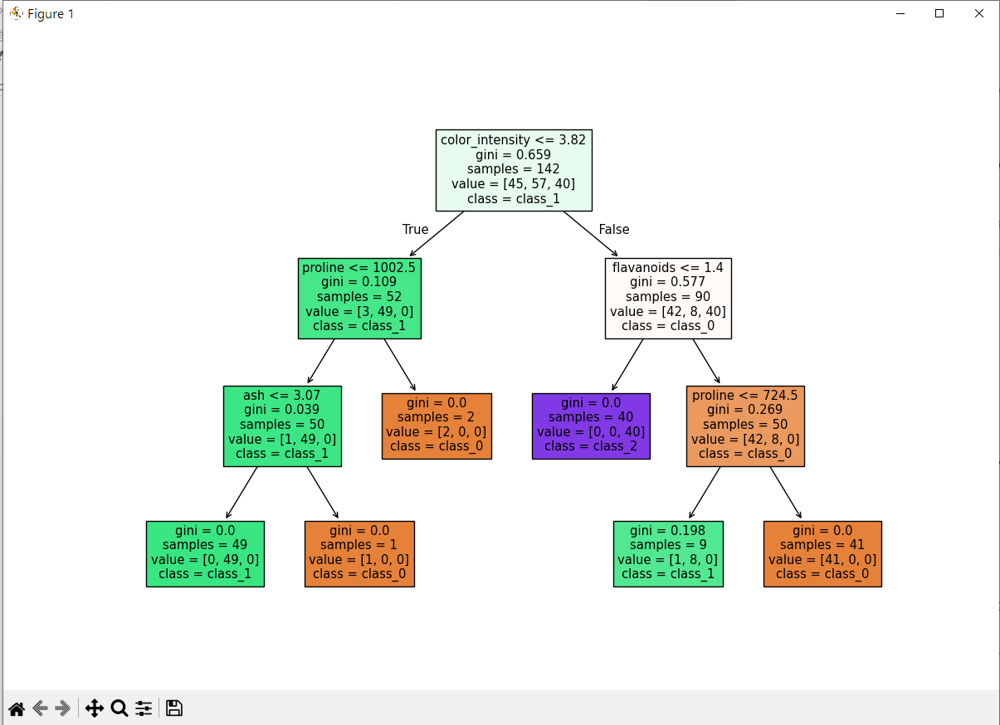 Figure 1
color_intensity <= 3.82
gini = 0.659
samples = 142
value = [45, 57, 40]
class = class_1
True
False
proline <= 1002.5
gini = 0.109
samples = 52
value = [3, 49, 0]
class = class_1
flavanoids <= 1.4
gini = 0.577
samples = 90
value = [42, 8, 40]
class = class_0
ash <= 3.07
gini = 0.039
samples = 50
value = [1, 49, 0]
class = class_1
gini = 0.0
samples = 2
value = [2, 0, 0]
class = class_0
gini = 0.0
samples = 40
value = [0, 0, 40]
class = class_2
proline <= 724.5
gini = 0.269
samples = 50
value = [42, 8, 0]
class = class_0
gini = 0.0
samples = 49
value = [0, 49, 0]
class = class_1
gini = 0.0
samples = 1
value = [1, 0, 0]
class = class_0
gini = 0.198
samples = 9
value = [1, 8, 0]
class = class_1
gini = 0.0
samples = 41
value = [41, 0, 0]
class = class_0